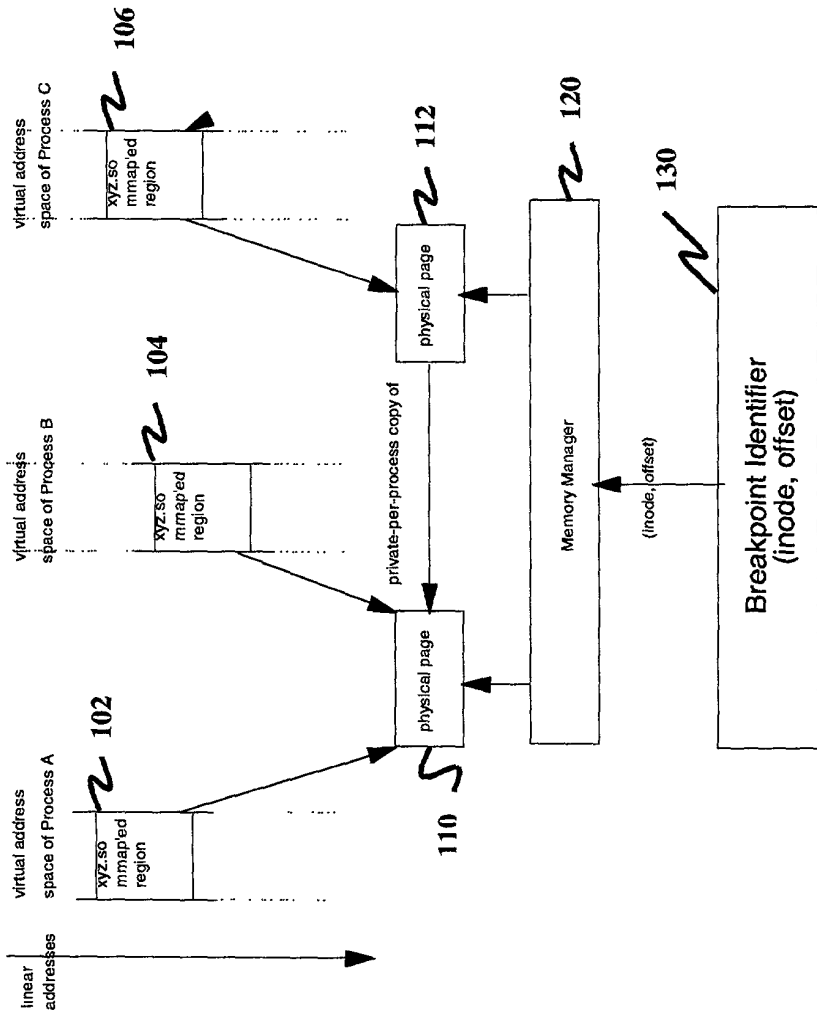 linear
addresses
virtual address
space of Process A
xyz.so
mmap'ed
region
102
virtual address
space of Process B
xyz.so
mmap'ed
region
104
virtual address
space of Process C
xyz.so
mmap'ed
region
106
110
physical page
private-per-process copy of
physical page
112
Memory Manager
120
(inode, offset)
130
Breakpoint Identifier
(inode, offset)